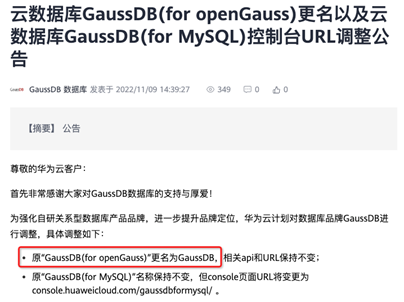 云数据库GaussDB(for openGauss)更名以及云
数据库GaussDB(for MySQL)控制台URL调整公
告
GaussDB 数据库 发表于 2022/11/09 14:39:27 349 0 0
【摘要】 公告
尊敬的华为云客户：
首先非常感谢大家对GaussDB数据库的支持与厚爱！
为强化自研关系型数据库产品品牌，进一步提升品牌定位，华为云计划对数据库品牌GaussDB进
行调整，具体调整如下：
• 原“GaussDB(for openGauss)”更名为GaussDB，相关api和URL保持不变；
• 原“GaussDB(for MySQL)”名称保持不变，但console页面URL将变更为
console.huaweicloud.com/gaussdbformysql/ 。